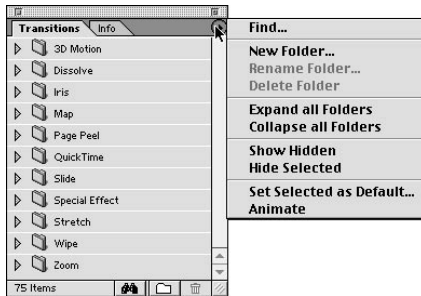 Transitions Info
3D Motion
Dissolve
Iris
Map
Page Peel
QuickTime
Slide
Special Effect
Stretch
Wipe
Zoom
75 Items
Find...
New Folder...
Rename Folder...
Delete Folder
Expand all Folders
Collapse all Folders
Show Hidden
Hide Selected
Set Selected as Default...
Animate